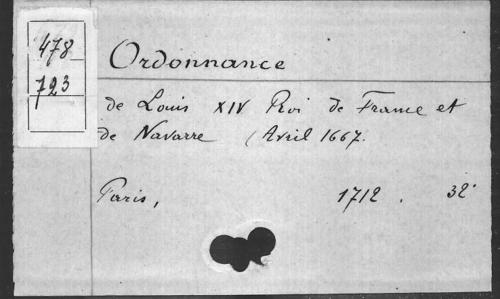 478
723
Ordonnance
de Louis XIV Roi de France et
de Navarre (Avril 1667.
Paris, 1712. 32°